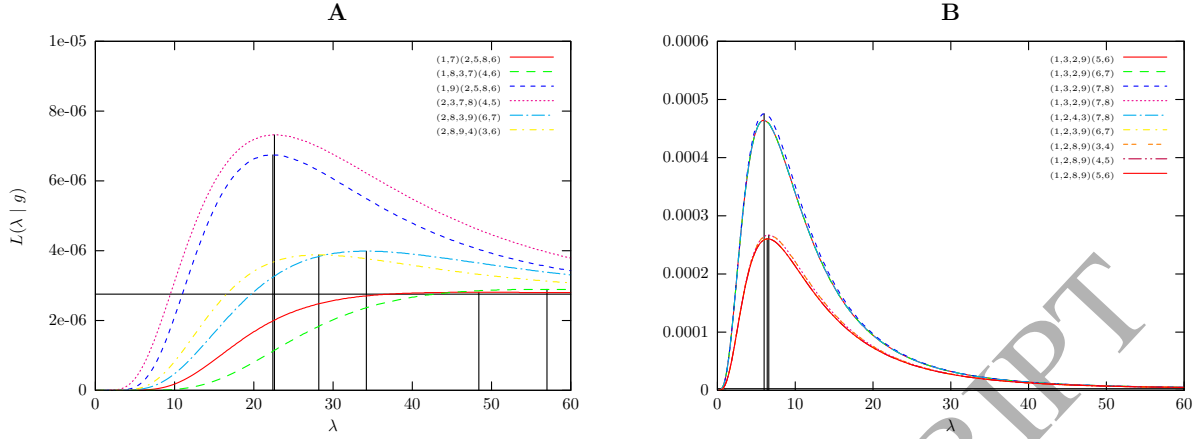 A
1e-05
8e-06
6e-06
4e-06
2e-06
0
L(λ | g)
0 10 20 30 40 50 60
λ
(1,7)(2,5,8,6)
(1,8,3,7)(4,6)
(1,9)(2,5,8,6)
(2,3,7,8)(4,5)
(2,8,3,9)(6,7)
(2,8,9,4)(3,6)
B
0.0006
0.0005
0.0004
0.0003
0.0002
0.0001
0
0 10 20 30 40 50 60
λ
(1,3,2,9)(5,6)
(1,3,2,9)(6,7)
(1,3,2,9)(7,8)
(1,3,2,9)(7,8)
(1,2,4,3)(7,8)
(1,2,3,9)(6,7)
(1,2,8,9)(3,4)
(1,2,8,9)(4,5)
(1,2,8,9)(5,6)
RIPT